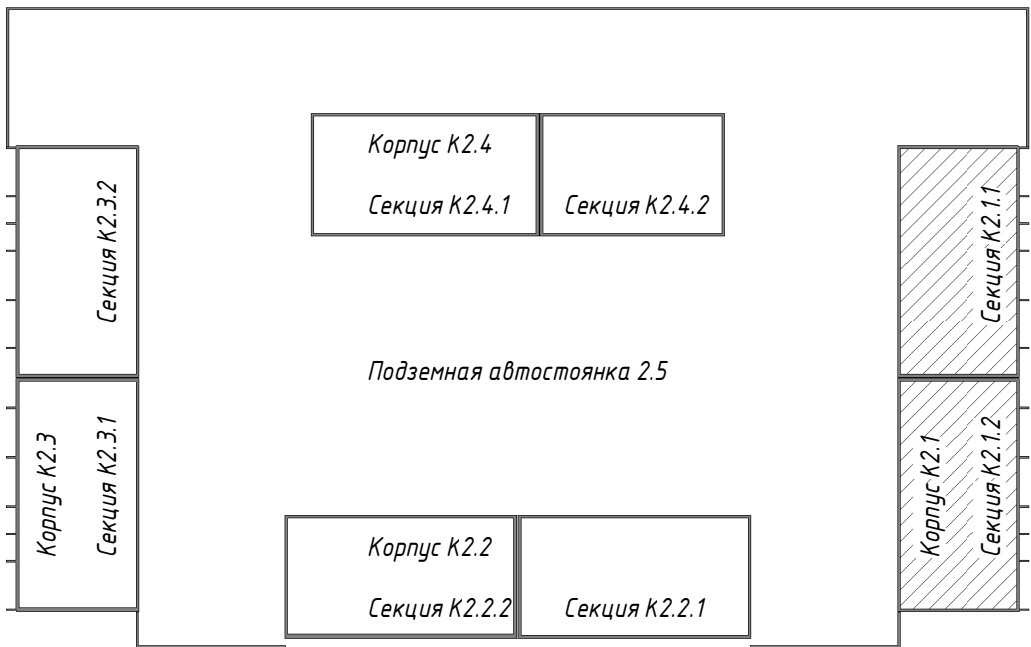 Корпус К2.4
Секция К2.4.1
Секция К2.4.2
Секция К2.3.2
Секция К2.1.1
Подземная автостоянка 2.5
Корпус К2.3
Секция К2.3.1
Корпус К2.1
Секция К2.1.2
Корпус К2.2
Секция К2.2.2
Секция К2.2.1